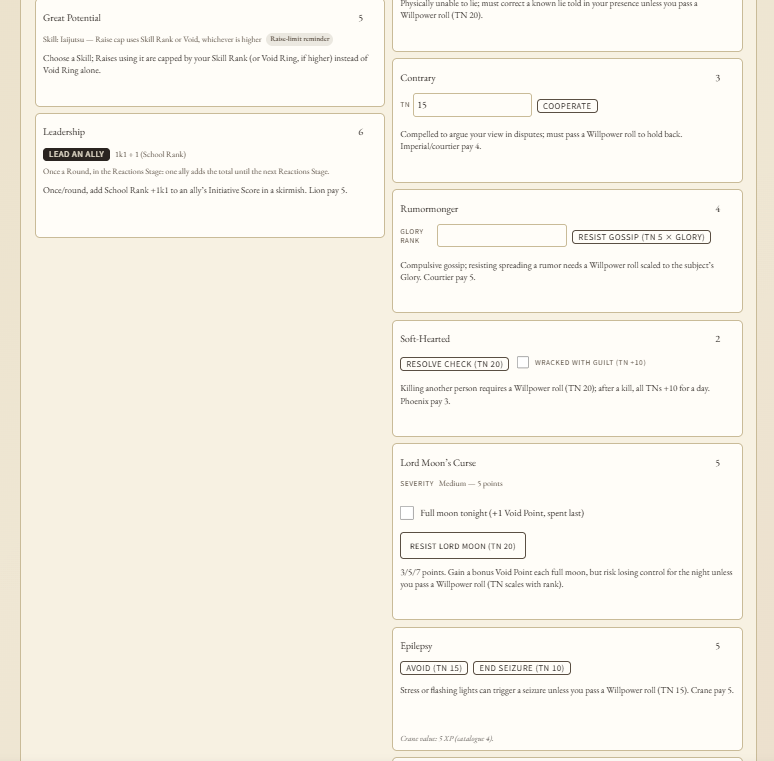 Great Potential 5
Skill: Iaijutsu — Raise cap uses Skill Rank or Void, whichever is higher Raise-limit reminder
Choose a Skill; Raises using it are capped by your Skill Rank (or Void Ring, if higher) instead of
Void Ring alone.
Leadership 6
LEAD AN ALLY 1k1 + 1 (School Rank)
Once a Round, in the Reactions Stage: one ally adds the total until the next Reactions Stage.
Once/round, add School Rank +1k1 to an ally's Initiative Score in a skirmish. Lion pay 5.
Physically unable to lie; must correct a known lie told in your presence unless you pass a
Willpower roll (TN 20).
Contrary 3
TN 15 COOPERATE
Compelled to argue your view in disputes; must pass a Willpower roll to hold back.
Imperial/courtier pay 4.
Rumormonger 4
GLORY
RANK
RESIST GOSSIP (TN 5 × GLORY)
Compulsive gossip; resisting spreading a rumor needs a Willpower roll scaled to the subject's
Glory. Courtier pay 5.
Soft-Hearted 2
RESOLVE CHECK (TN 20) WRACKED WITH GUILT (TN +10)
Killing another person requires a Willpower roll (TN 20); after a kill, all TNs +10 for a day.
Phoenix pay 3.
Lord Moon's Curse 5
SEVERITY Medium — 5 points
Full moon tonight (+1 Void Point, spent last)
RESIST LORD MOON (TN 20)
3/5/7 points. Gain a bonus Void Point each full moon, but risk losing control for the night unless
you pass a Willpower roll (TN scales with rank).
Epilepsy 5
AVOID (TN 15) END SEIZURE (TN 10)
Stress or flashing lights can trigger a seizure unless you pass a Willpower roll (TN 15). Crane pay 5.
Crane value: 5 XP (catalogue 4).